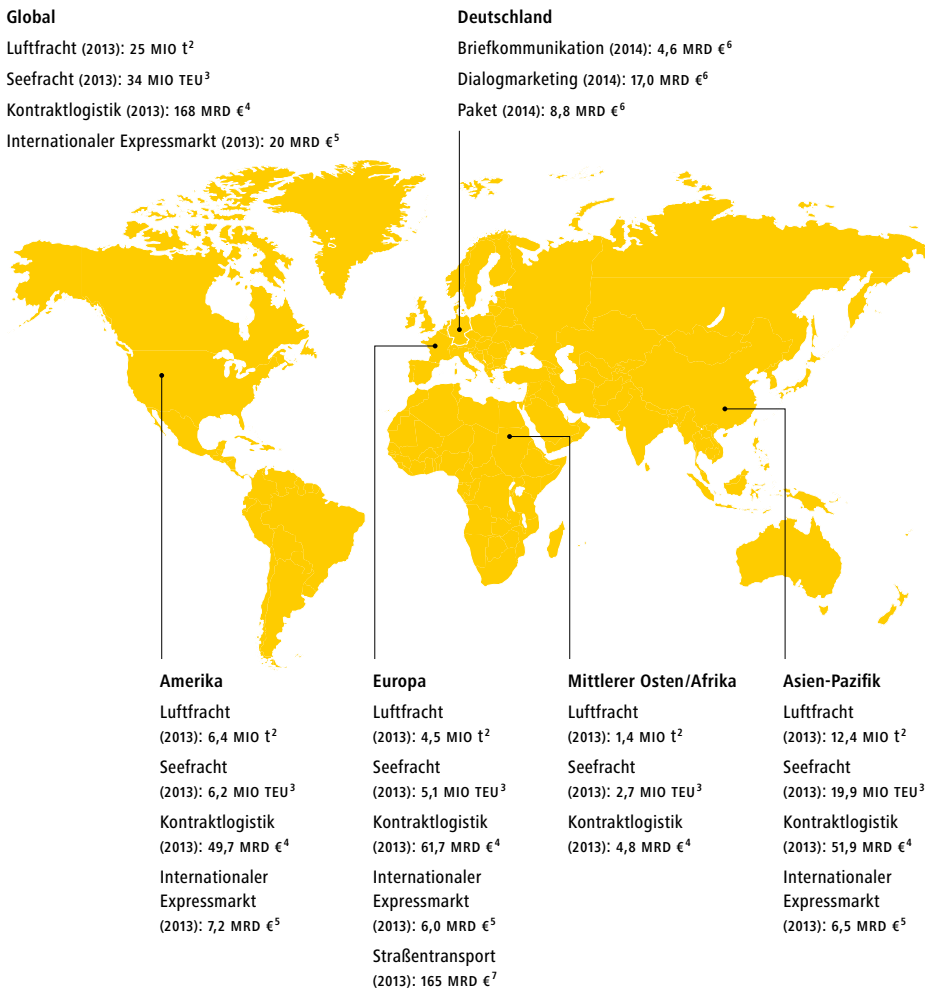 Global
Luftfracht (2013): 25 MIO t²
Seefracht (2013): 34 MIO TEU³
Kontraktlogistik (2013): 168 MRD €⁴
Internationaler Expressmarkt (2013): 20 MRD €⁵
Deutschland
Briefkommunikation (2014): 4,6 MRD €⁶
Dialogmarketing (2014): 17,0 MRD €⁶
Paket (2014): 8,8 MRD €⁶
Amerika
Luftfracht
(2013): 6,4 MIO t²
Seefracht
(2013): 6,2 MIO TEU³
Kontraktlogistik
(2013): 49,7 MRD €⁴
Internationaler
Expressmarkt
(2013): 7,2 MRD €⁵
Europa
Luftfracht
(2013): 4,5 MIO t²
Seefracht
(2013): 5,1 MIO TEU³
Kontraktlogistik
(2013): 61,7 MRD €⁴
Internationaler
Expressmarkt
(2013): 6,0 MRD €⁵
Straßentransport
(2013): 165 MRD €⁷
Mittlerer Osten/Afrika
Luftfracht
(2013): 1,4 MIO t²
Seefracht
(2013): 2,7 MIO TEU³
Kontraktlogistik
(2013): 4,8 MRD €⁴
Asien-Pazifik
Luftfracht
(2013): 12,4 MIO t²
Seefracht
(2013): 19,9 MIO TEU³
Kontraktlogistik
(2013): 51,9 MRD €⁴
Internationaler
Expressmarkt
(2013): 6,5 MRD €⁵